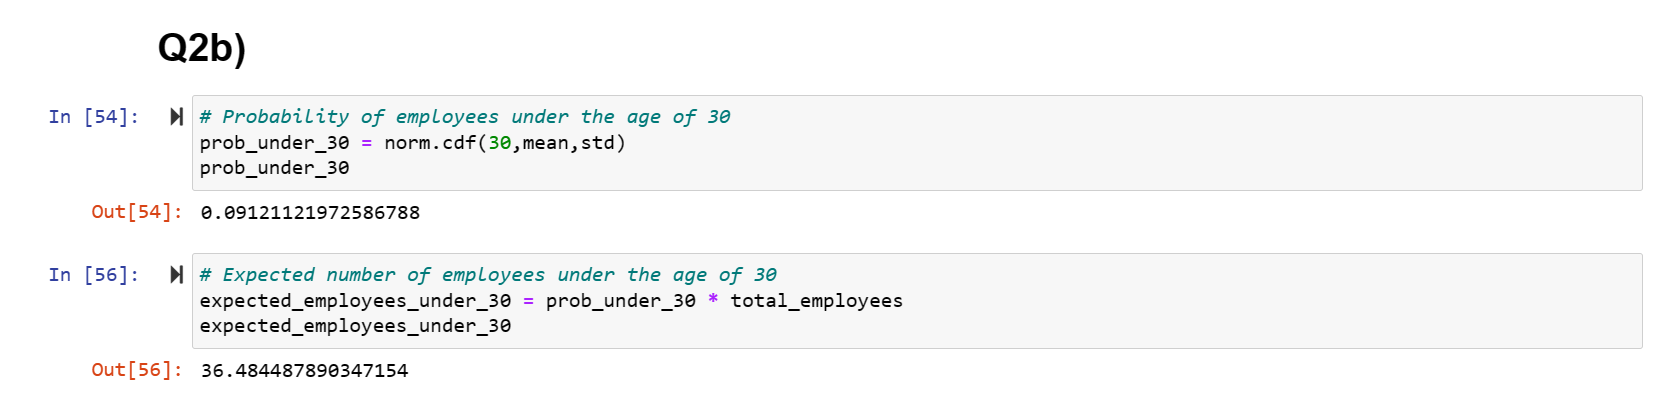 Q2b)
In [54]:
# Probability of employees under the age of 30
prob_under_30 = norm.cdf(30,mean,std)
prob_under_30
Out[54]: 0.09121121972586788
In [56]:
# Expected number of employees under the age of 30
expected_employees_under_30 = prob_under_30 * total_employees
expected_employees_under_30
Out[56]: 36.484487890347154